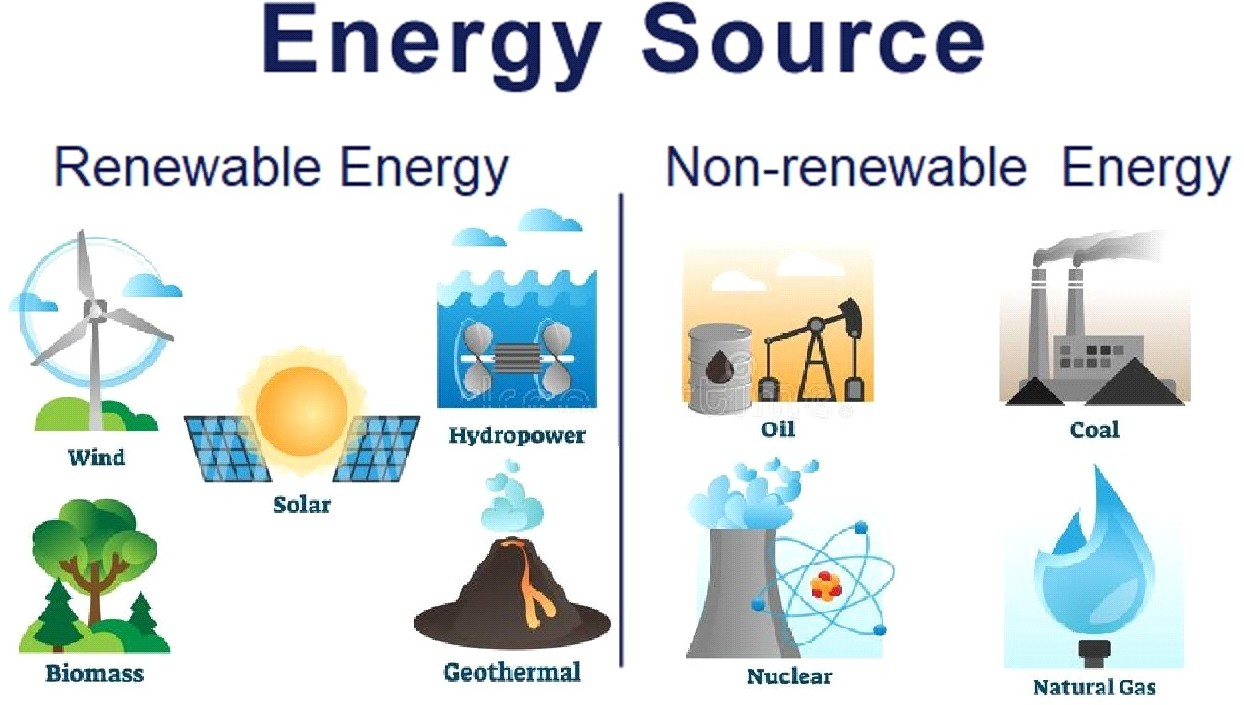 Energy Source
Renewable Energy
Non-renewable Energy
Wind
Solar
Hydropower
Biomass
Geothermal
Oil
Coal
Nuclear
Natural Gas